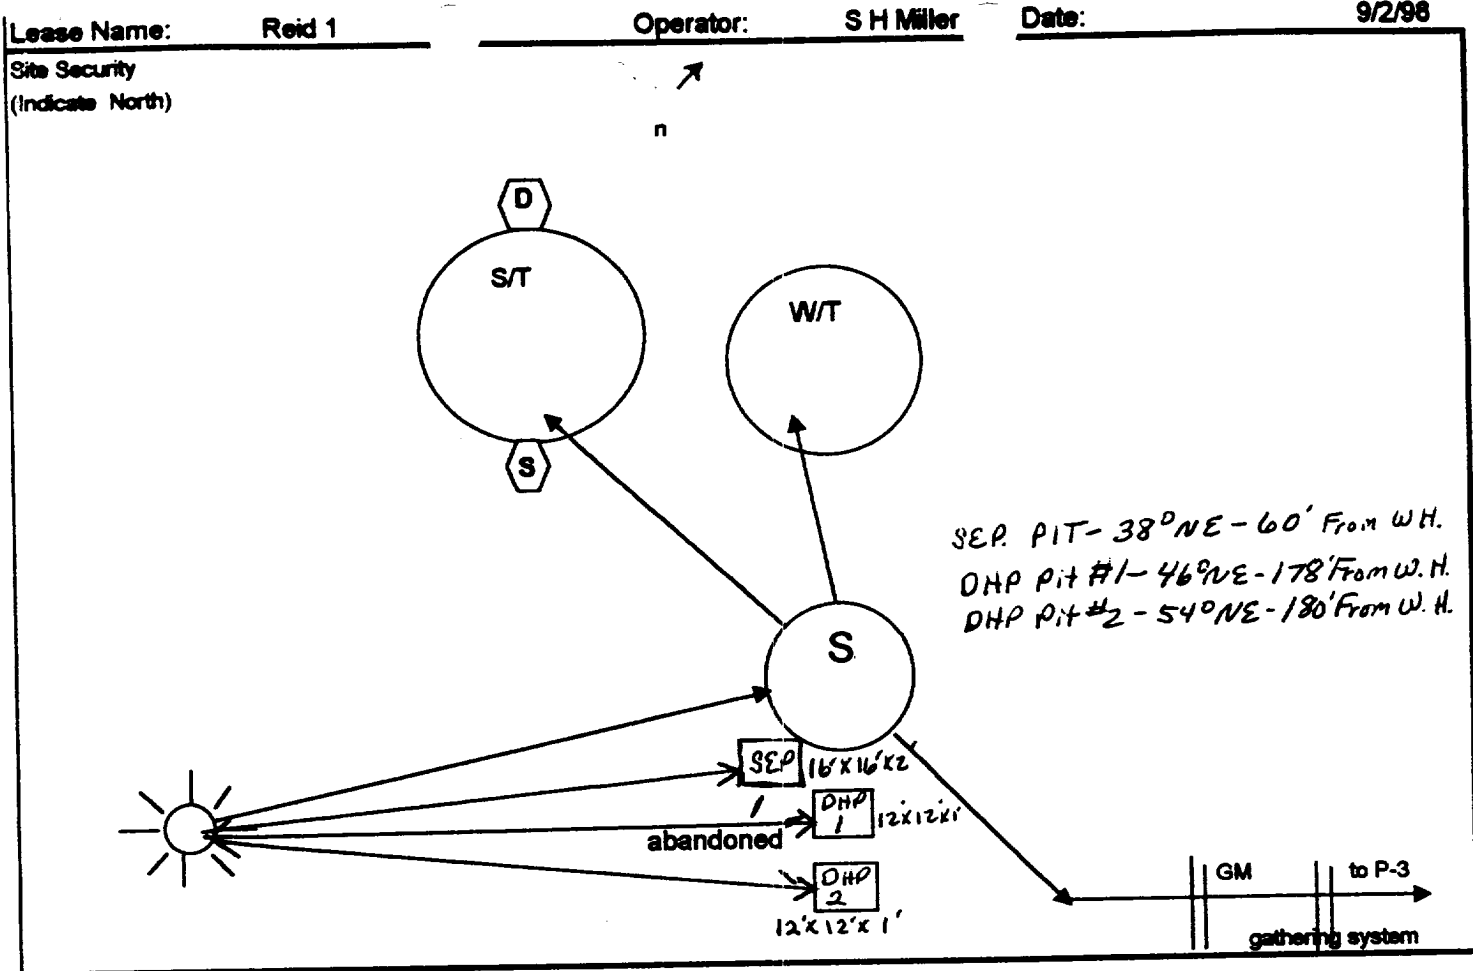 Lease Name: Reid 1 Operator: S H Miller Date: 9/2/98
Site Security
(Indicate North)
n
D
S/T
W/T
S
SEP. PIT - 38° NE - 60' From WH.
DHP Pit #1 - 46° NE - 178' From W.H.
DHP Pit #2 - 54° NE - 180' From W.H.
S
SEP 16'X16'X2
DHP
1
12'x12'x1'
abandoned
DHP
2
12'x12'x1'
GM
to P-3
gathering system